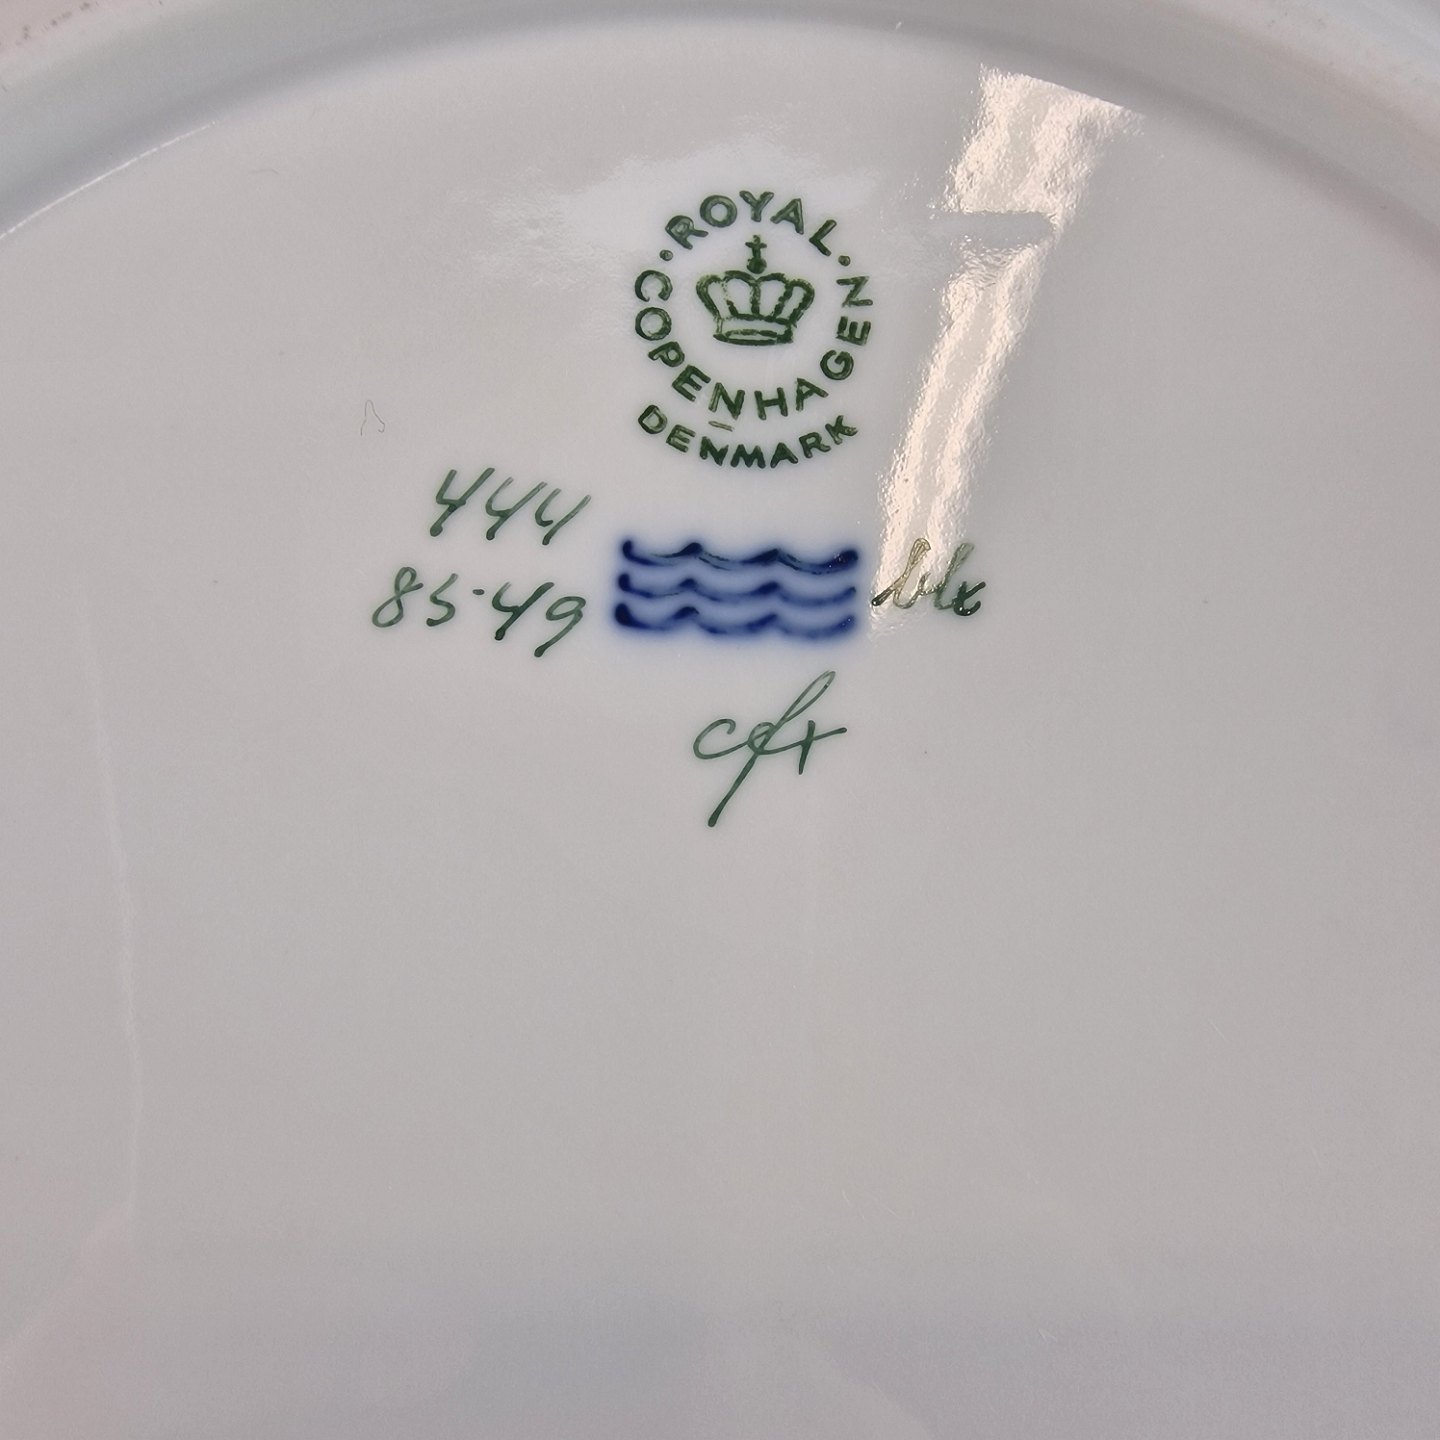 · ROYAL ·
COPENHAGEN
DENMARK
444
85·49